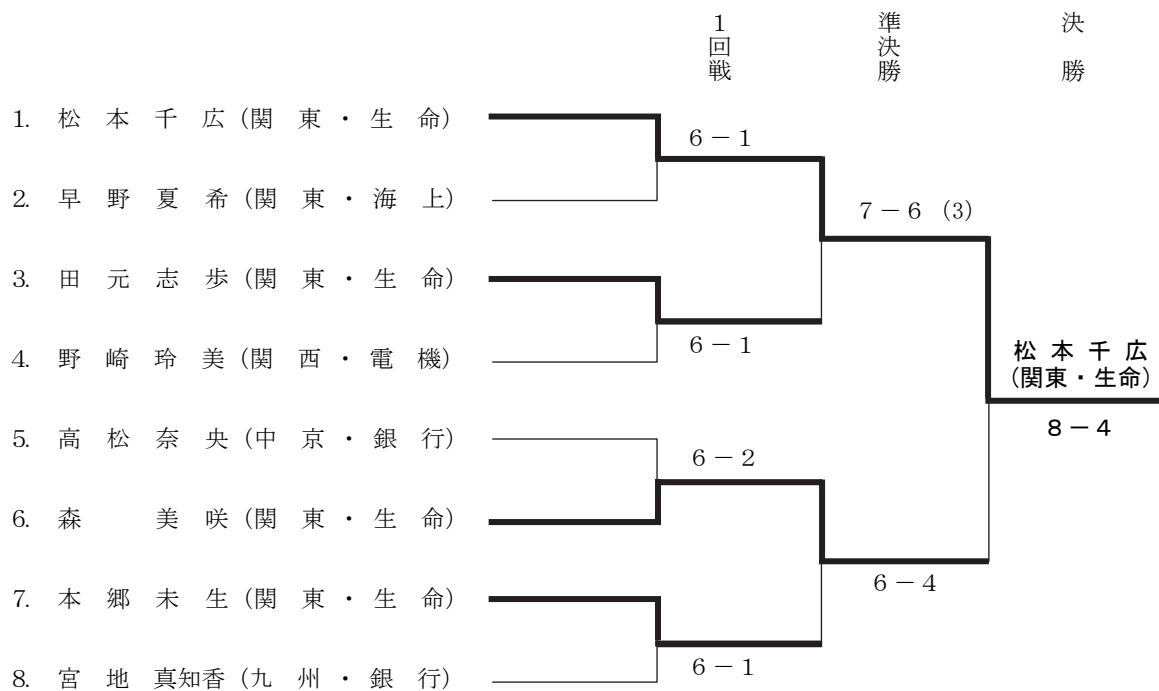 1回戦
準決勝
決勝
1. 松本千広(関東・生命)
6－1
2. 早野夏希(関東・海上)
7－6 (3)
3. 田元志歩(関東・生命)
6－1
4. 野崎玲美(関西・電機)
松本千広
(関東・生命)
8－4
5. 高松奈央(中京・銀行)
6－2
6. 森 美咲(関東・生命)
6－4
7. 本郷未生(関東・生命)
6－1
8. 宮地真知香(九州・銀行)